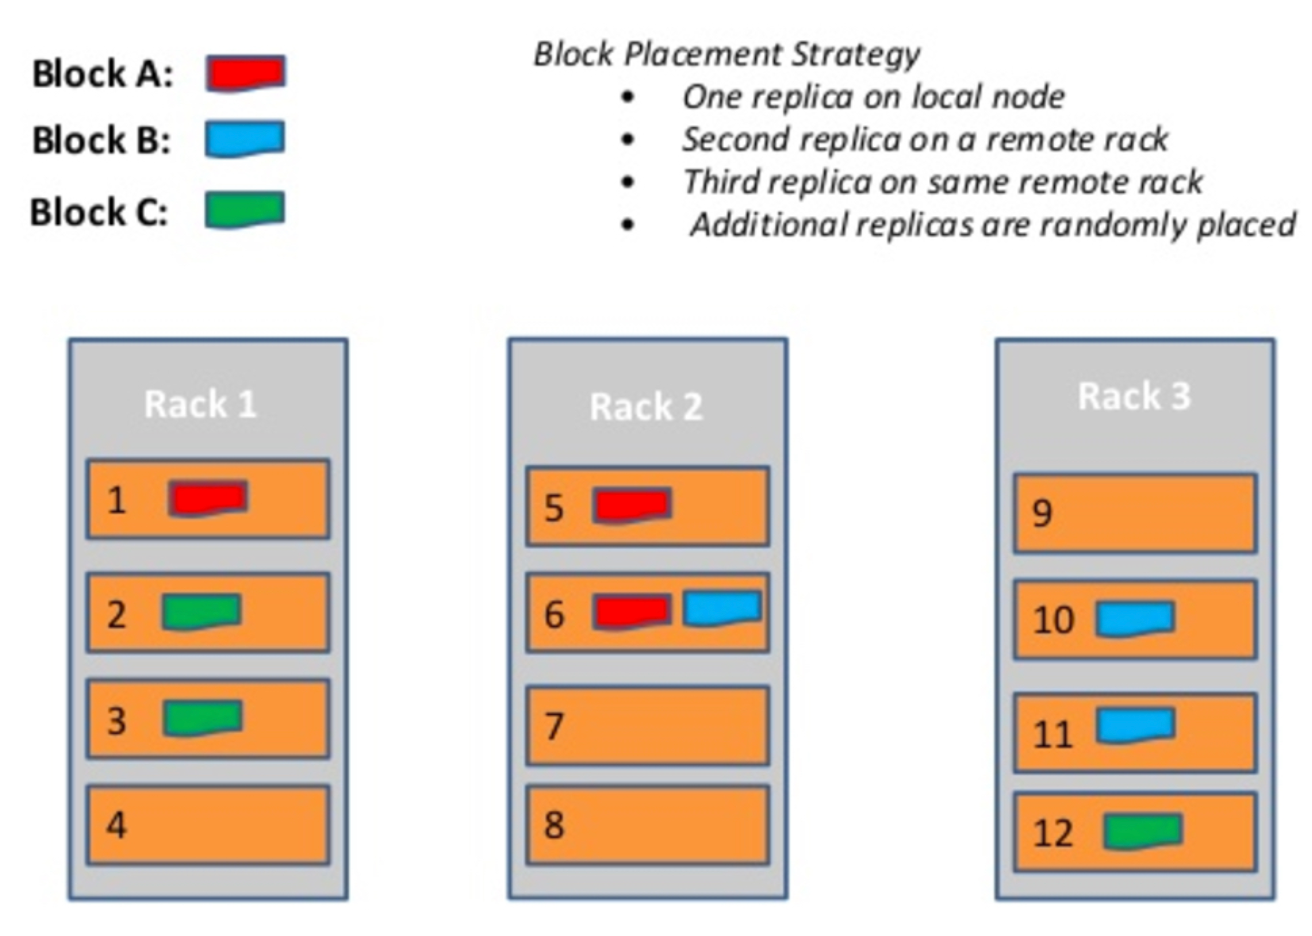 Block A:
Block B:
Block C:
Block Placement Strategy
• One replica on local node
• Second replica on a remote rack
• Third replica on same remote rack
• Additional replicas are randomly placed
Rack 1
1
2
3
4
Rack 2
5
6
7
8
Rack 3
9
10
11
12